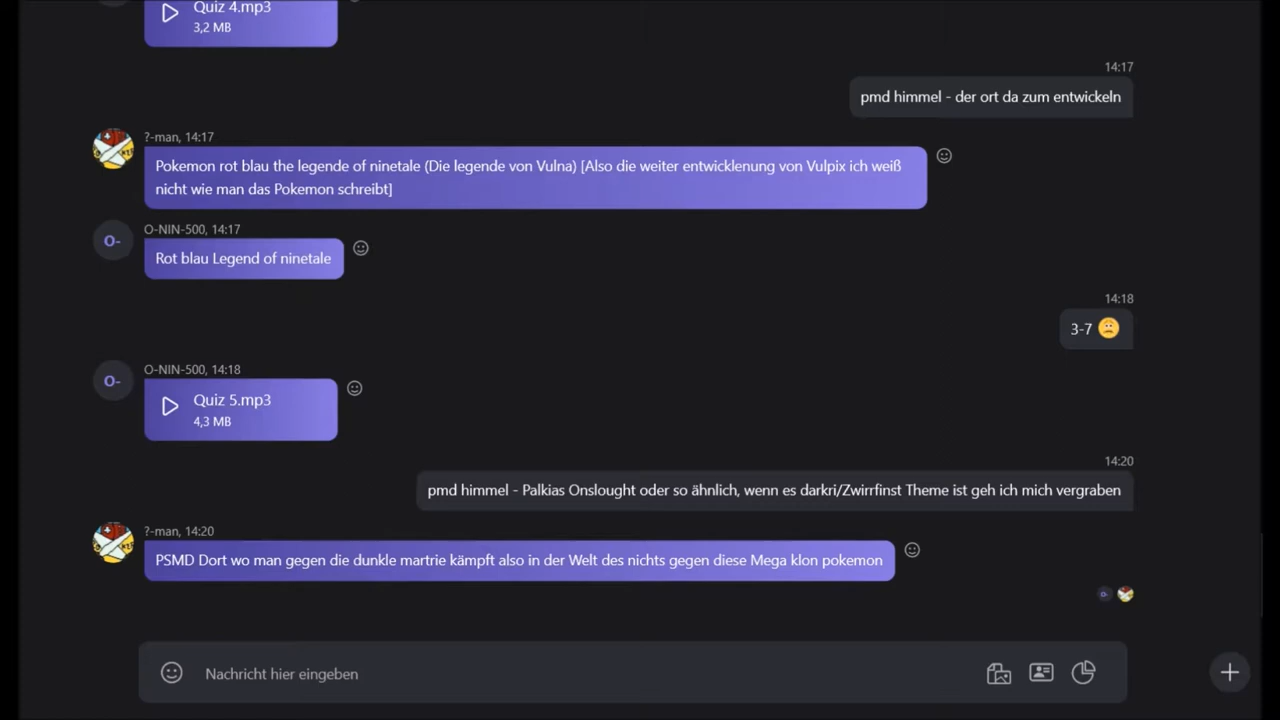 Quiz 4.mp3
3,2 MB
14:17
pmd himmel - der ort da zum entwickeln
?-man, 14:17
Pokemon rot blau the legende of ninetale (Die legende von Vulna) [Also die weiter entwicklenung von Vulpix ich weiß
nicht wie man das Pokemon schreibt]
O-NIN-500, 14:17
O-
Rot blau Legend of ninetale
14:18
3-7 😟
O-NIN-500, 14:18
O-
Quiz 5.mp3
4,3 MB
14:20
pmd himmel - Palkias Onslought oder so ähnlich, wenn es darkri/Zwirrfinst Theme ist geh ich mich vergraben
?-man, 14:20
PSMD Dort wo man gegen die dunkle martrie kämpft also in der Welt des nichts gegen diese Mega klon pokemon
O-
Nachricht hier eingeben